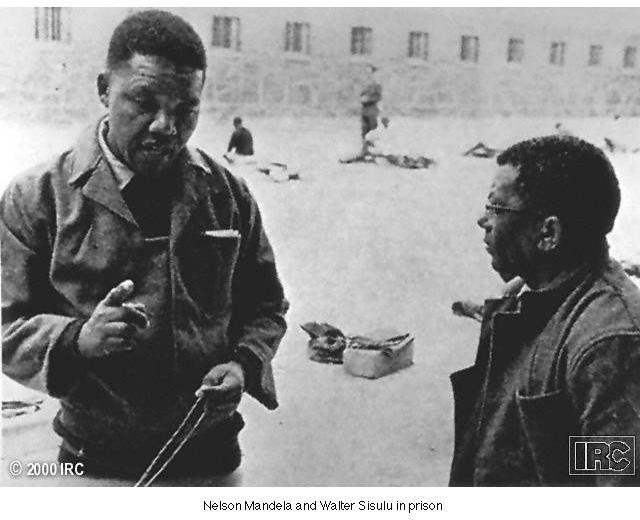 © 2000 IRC
IRC
Nelson Mandela and Walter Sisulu in prison